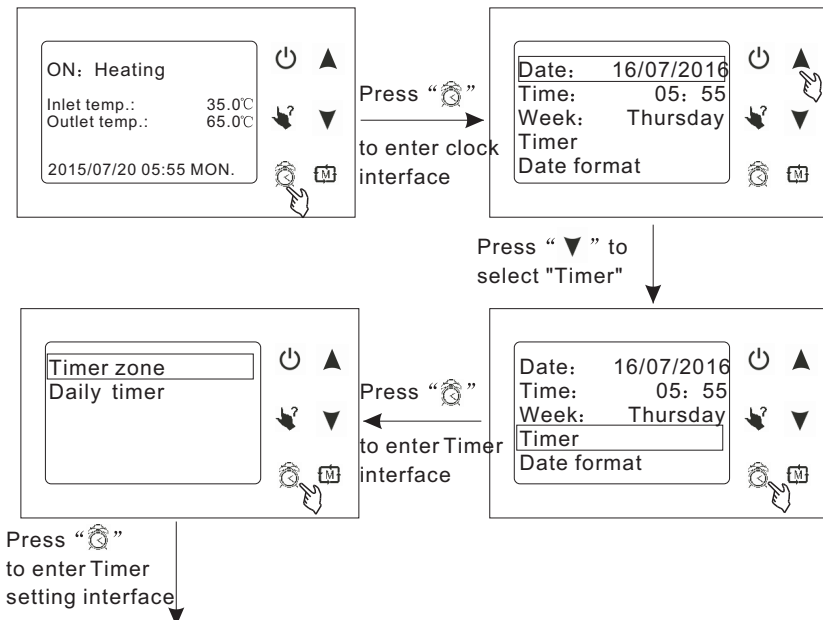 ON: Heating
Inlet temp.: 35.0℃
Outlet temp.: 65.0℃
2015/07/20 05:55 MON.
?
M
Press “ ”
to enter clock
interface
Date: 16/07/2016
Time: 05: 55
Week: Thursday
Timer
Date format
?
M
Press “▼” to
select "Timer"
Date: 16/07/2016
Time: 05: 55
Week: Thursday
Timer
Date format
?
M
Press “ ”
to enter Timer
interface
Timer zone
Daily timer
?
M
Press “ ”
to enter Timer
setting interface